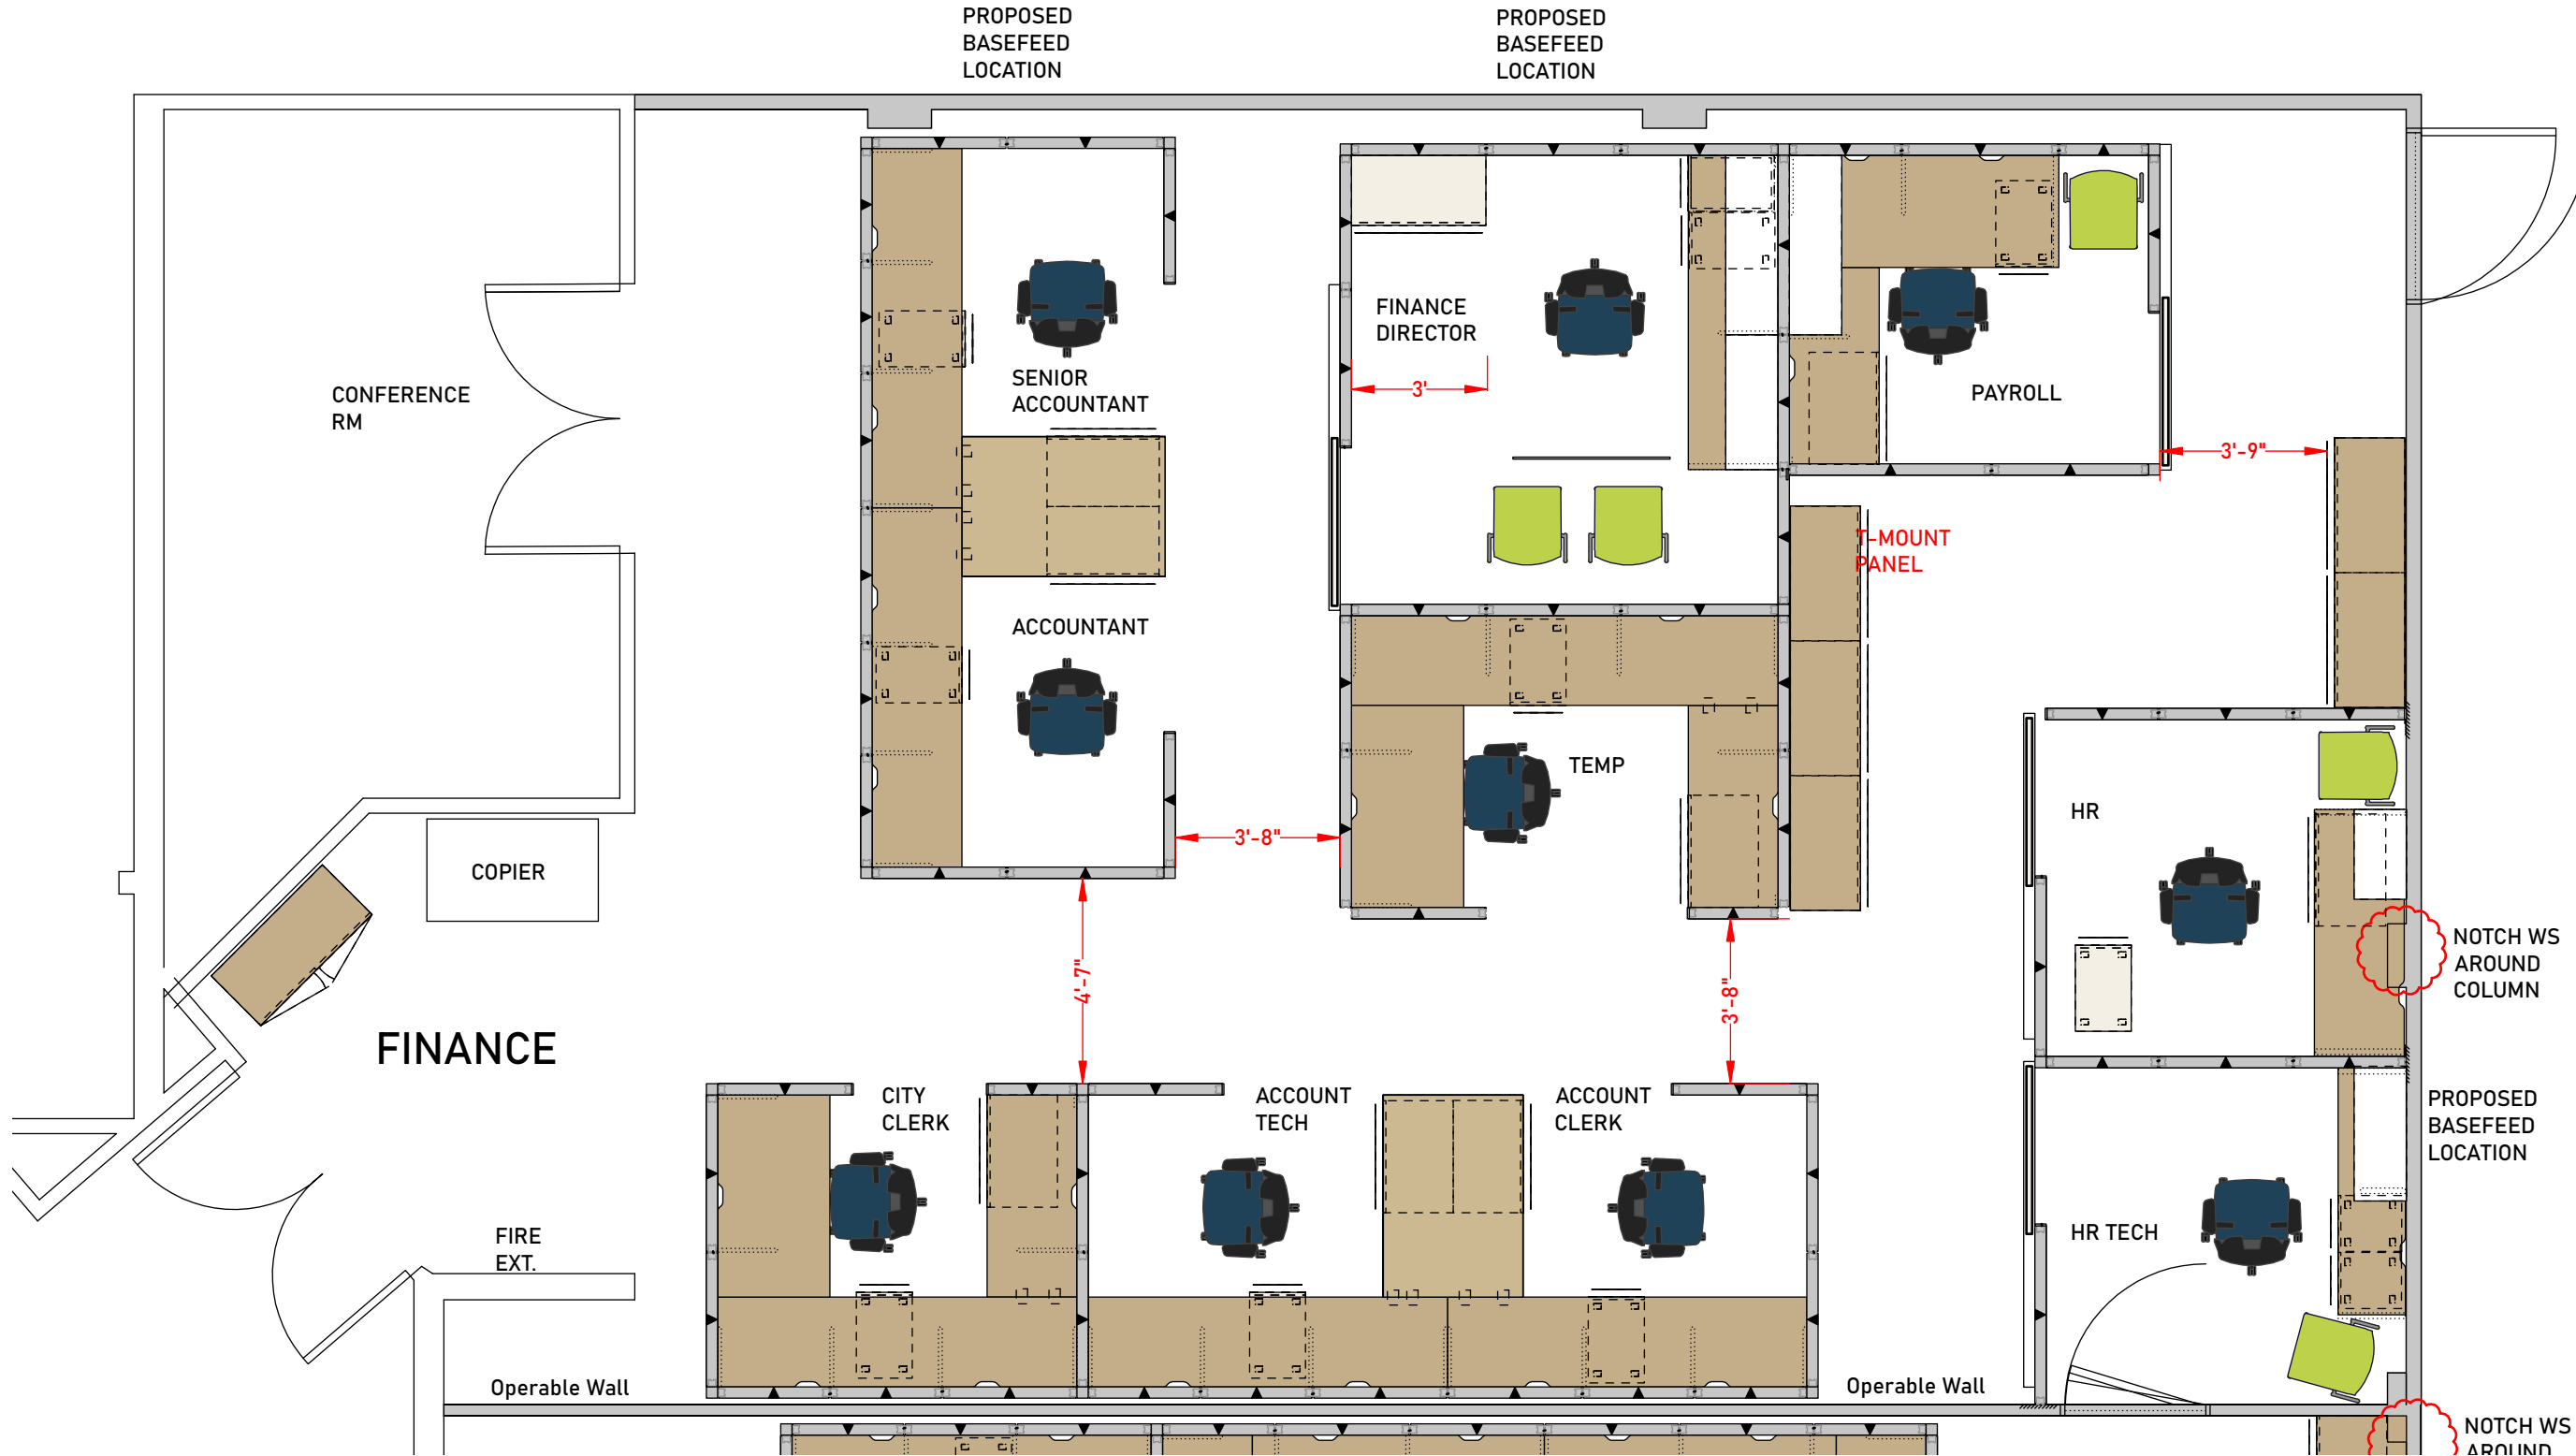 PROPOSED
BASEFEED
LOCATION
PROPOSED
BASEFEED
LOCATION
CONFERENCE
RM
SENIOR
ACCOUNTANT
FINANCE
DIRECTOR
3'
PAYROLL
3'-9"
T-MOUNT
PANEL
ACCOUNTANT
TEMP
HR
3'-8"
COPIER
NOTCH WS
AROUND
COLUMN
4'-7"
3'-8"
FINANCE
CITY
CLERK
ACCOUNT
TECH
ACCOUNT
CLERK
PROPOSED
BASEFEED
LOCATION
FIRE
EXT.
HR TECH
Operable Wall
Operable Wall
NOTCH WS
AROUND